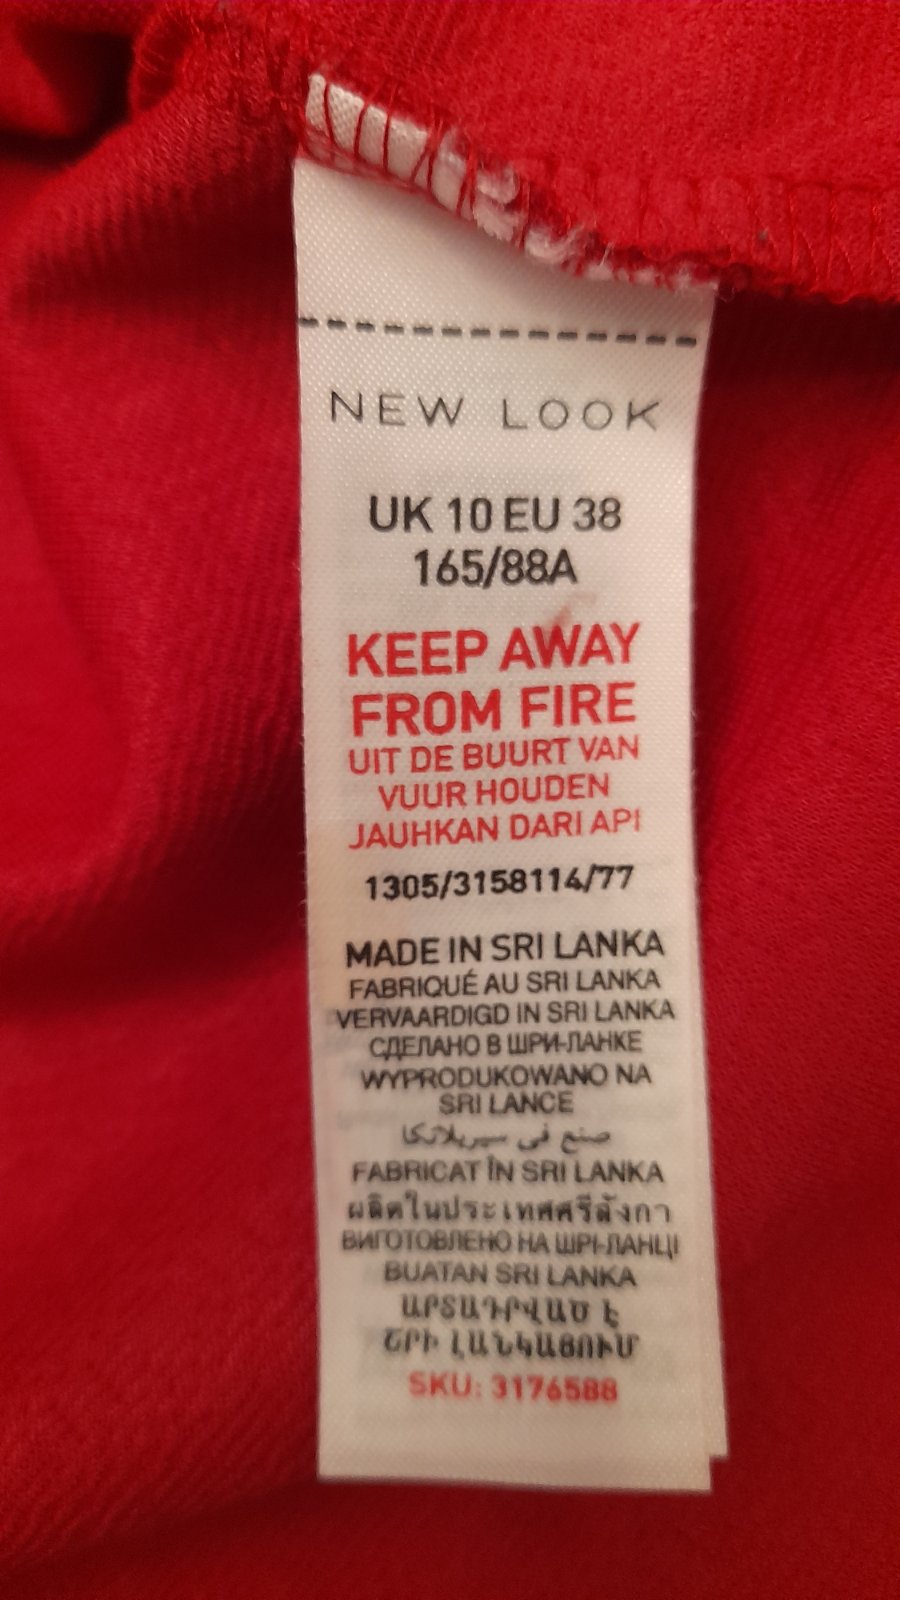 NEW LOOK
UK 10 EU 38
165/88A
KEEP AWAY
FROM FIRE
UIT DE BUURT VAN
VUUR HOUDEN
JAUHKAN DARI API
1305/3158114/77
MADE IN SRI LANKA
FABRIQUÉ AU SRI LANKA
VERVAARDIGD IN SRI LANKA
СДЕЛАНО В ШРИ-ЛАНКЕ
WYPRODUKOWANO NA
SRI LANCE
صنع في سيريلانكا
FABRICAT ÎN SRI LANKA
ผลิตในประเทศศรีลังกา
ВИГОТОВЛЕНО НА ШРІ-ЛАНЦІ
BUATAN SRI LANKA
ԱՐՏԱԴՐՎԱԾ Է
ՇՐԻ ԼԱՆԿԱՅՈՒՄ
SKU: 3176588